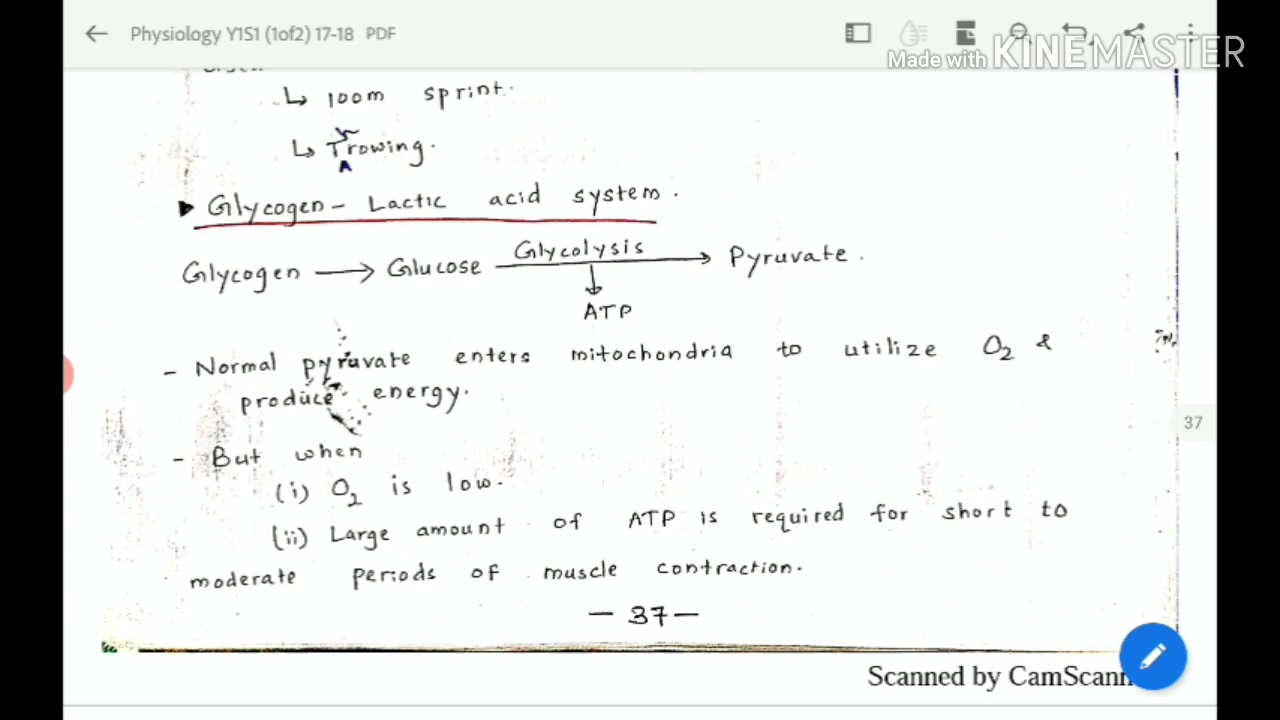 Physiology Y1S1 (1of2) 17-18 PDF
Made with KINEMASTER
↳ 100m sprint.
↳ Trowing.
▶ Glycogen - Lactic acid system.
Glycogen → Glucose Glycolysis → Pyruvate.
↓
ATP
- Normal pyruvate enters mitochondria to utilize O₂ &
produce energy.
37
- But when
(i) O₂ is low.
(ii) Large amount of ATP is required for short to
moderate periods of muscle contraction.
- 37 -
Scanned by CamScann